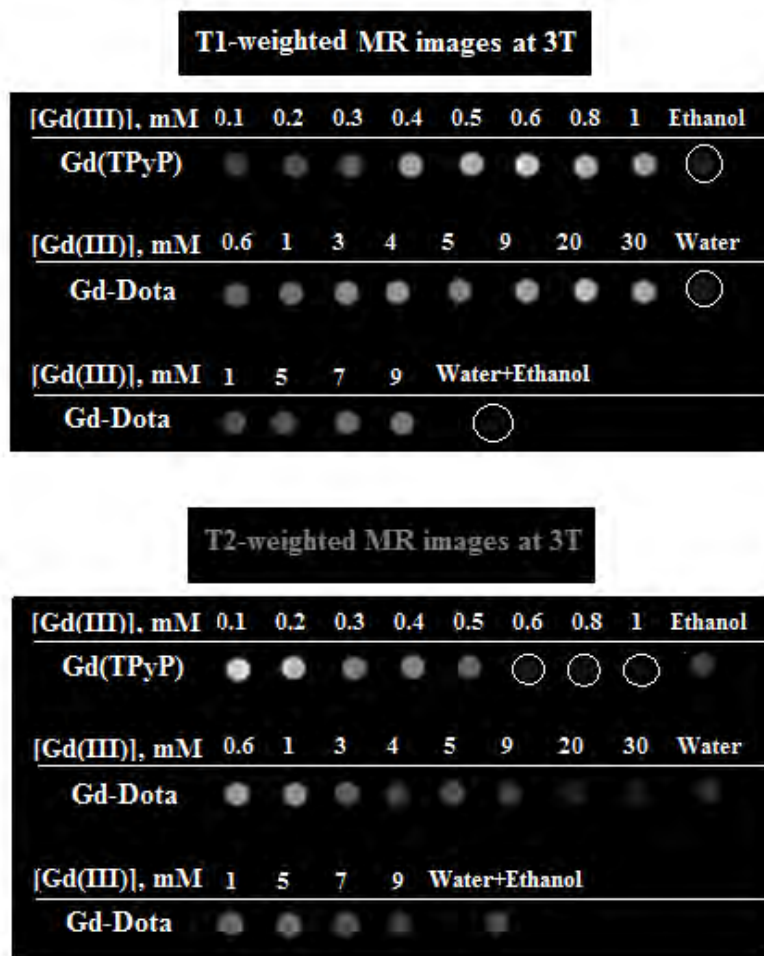 T1-weighted MR images at 3T
[Gd(III)], mM 0.1 0.2 0.3 0.4 0.5 0.6 0.8 1 Ethanol
Gd(TPyP)
[Gd(III)], mM 0.6 1 3 4 5 9 20 30 Water
Gd-Dota
[Gd(III)], mM 1 5 7 9 Water+Ethanol
Gd-Dota
T2-weighted MR images at 3T
[Gd(III)], mM 0.1 0.2 0.3 0.4 0.5 0.6 0.8 1 Ethanol
Gd(TPyP)
[Gd(III)], mM 0.6 1 3 4 5 9 20 30 Water
Gd-Dota
[Gd(III)], mM 1 5 7 9 Water+Ethanol
Gd-Dota